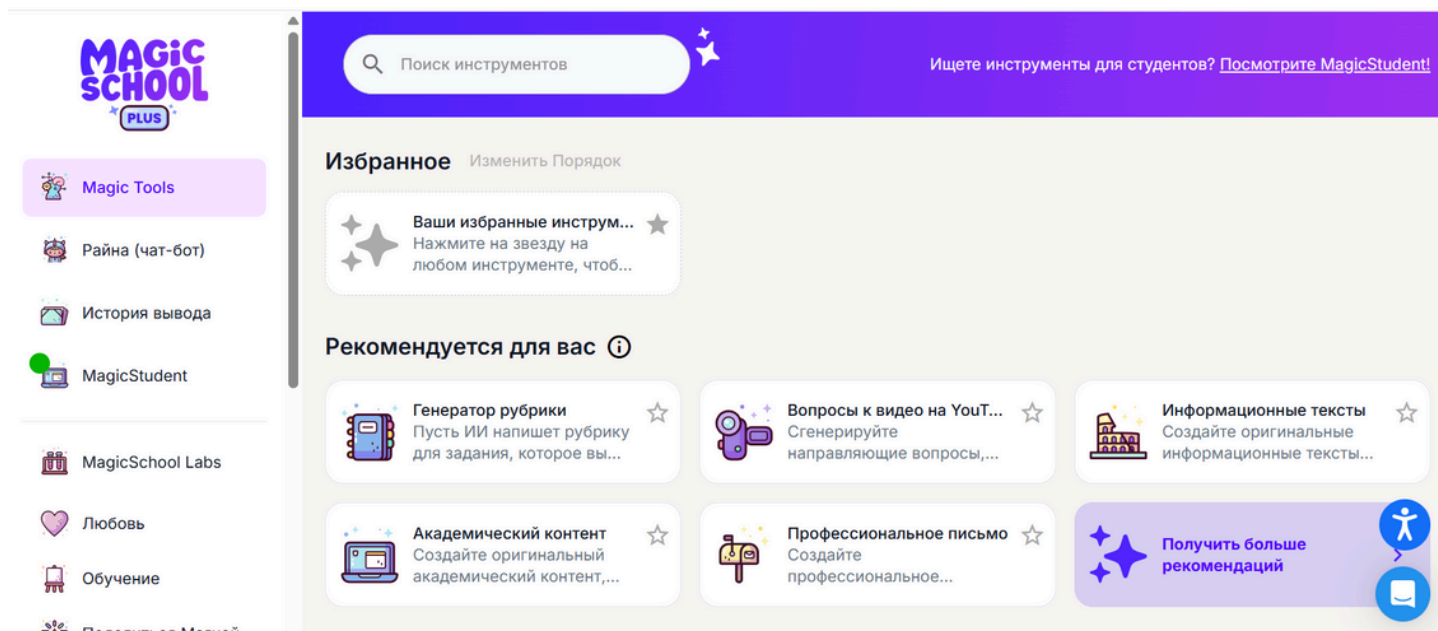 MAGiC
SCHOOL
PLUS
Magic Tools
Райна (чат-бот)
История вывода
MagicStudent
MagicSchool Labs
Любовь
Обучение
Поиск инструментов
Ищете инструменты для студентов? Посмотрите MagicStudent!
Избранное Изменить Порядок
Ваши избранные инструм...
Нажмите на звезду на
любом инструменте, чтоб...
Рекомендуется для вас
Генератор рубрики
Пусть ИИ напишет рубрику
для задания, которое вы...
Вопросы к видео на YouT...
Сгенерируйте
направляющие вопросы,...
Информационные тексты
Создайте оригинальные
информационные тексты...
Академический контент
Создайте оригинальный
академический контент,...
Профессиональное письмо
Создайте
профессиональное...
Получить больше
рекомендаций